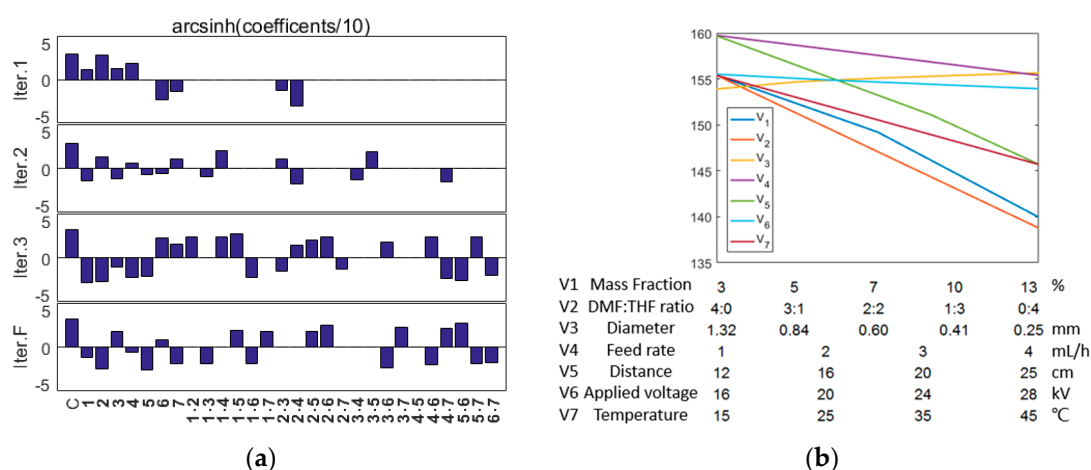 arcsinh(coefficents/10)
Iter.1
5
0
-5
Iter.2
5
0
-5
Iter.3
5
0
-5
Iter.F
5
0
-5
C 1 2 3 4 5 6 7 1·2 1·3 1·4 1·5 1·6 1·7 2·3 2·4 2·5 2·6 2·7 3·4 3·5 3·6 3·7 4·5 4·6 4·7 5·6 5·7 6·7
(a)
160
155
150
145
140
135
V1
V2
V3
V4
V5
V6
V7
V1 Mass Fraction 3 5 7 10 13 %
V2 DMF:THF ratio 4:0 3:1 2:2 1:3 0:4
V3 Diameter 1.32 0.84 0.60 0.41 0.25 mm
V4 Feed rate 1 2 3 4 mL/h
V5 Distance 12 16 20 25 cm
V6 Applied voltage 16 20 24 28 kV
V7 Temperature 15 25 35 45 ℃
(b)